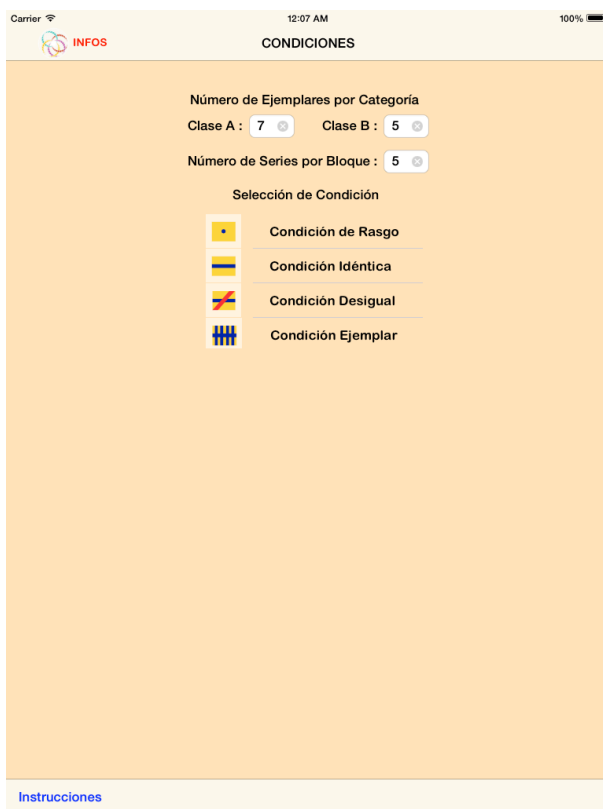 Carrier 12:07 AM 100%
INFOS CONDICIONES
Número de Ejemplares por Categoría
Clase A : 7 Clase B : 5
Número de Series por Bloque : 5
Selección de Condición
Condición de Rasgo
Condición Idéntica
Condición Desigual
Condición Ejemplar
Instrucciones